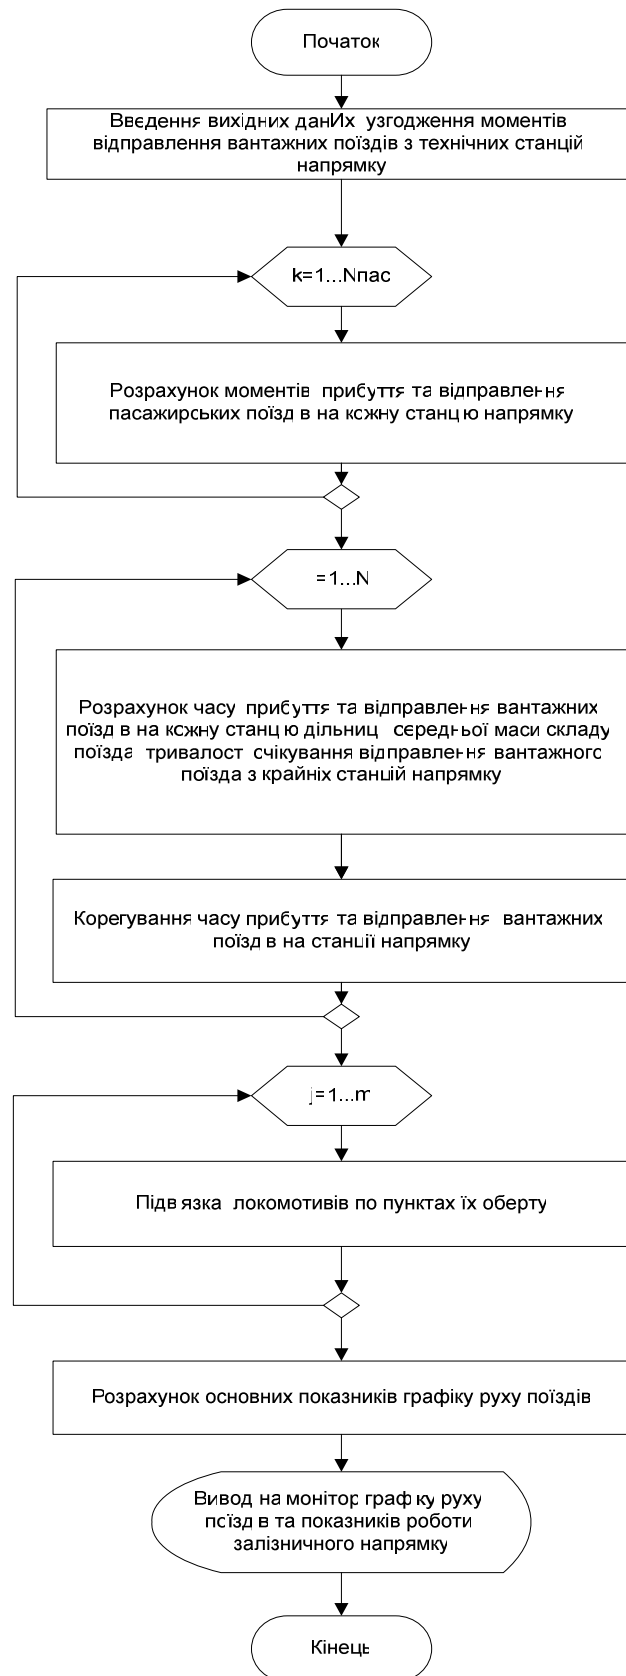 Початок
Введення вихідних данИх узгодження моментів
відправлення вантажних поїздів з технічних станцій
напрямку
k=1...Nпас
Розрахунок моментів прибуття та відправлення
пасажирських поїзд в на кожну станц ю напрямку
=1...N
Розрахунок часу прибуття та відправлення вантажних
поїзд в на кожну станц ю дільниц середньої маси складу
поїзда тривалост очікування відправлення вантажного
поїзда з крайніх станцій напрямку
Корегування часу прибуття та відправлення вантажних
поїзд в на станції напрямку
j=1...m
Підв язка локомотивів по пунктах їх оберту
Розрахунок основних показників графіку руху поїздів
Вивод на монітор граф ку руху
поїзд в та показників роботи
залізничного напрямку
Кінець